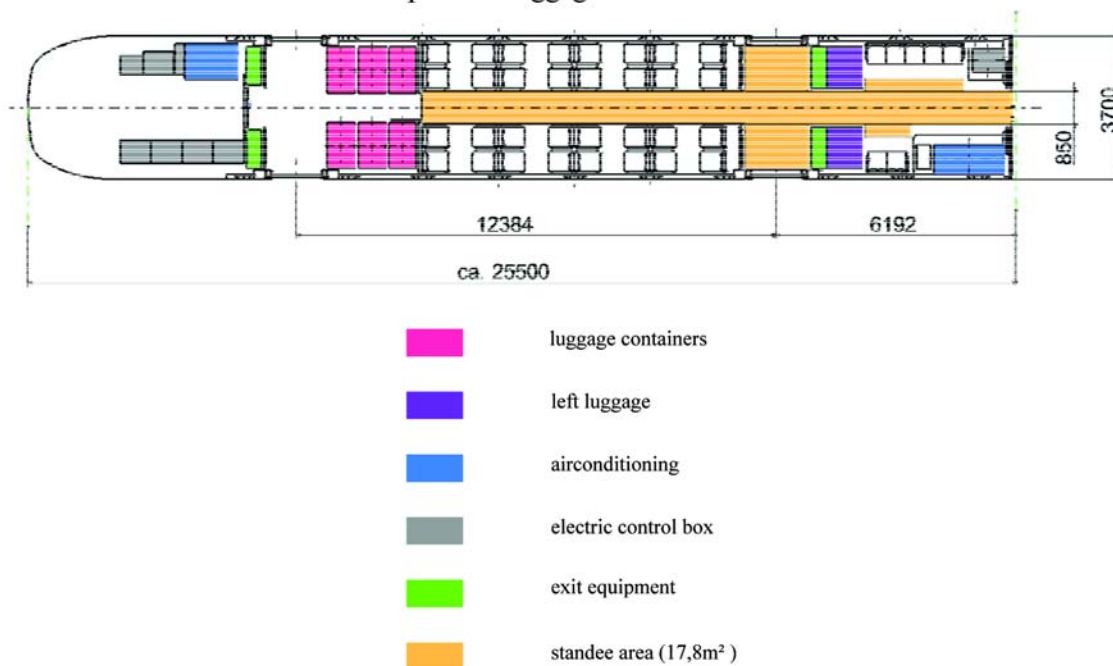 3700
850
12384
6192
ca. 25500
luggage containers
left luggage
airconditioning
electric control box
exit equipment
standee area (17,8m² )